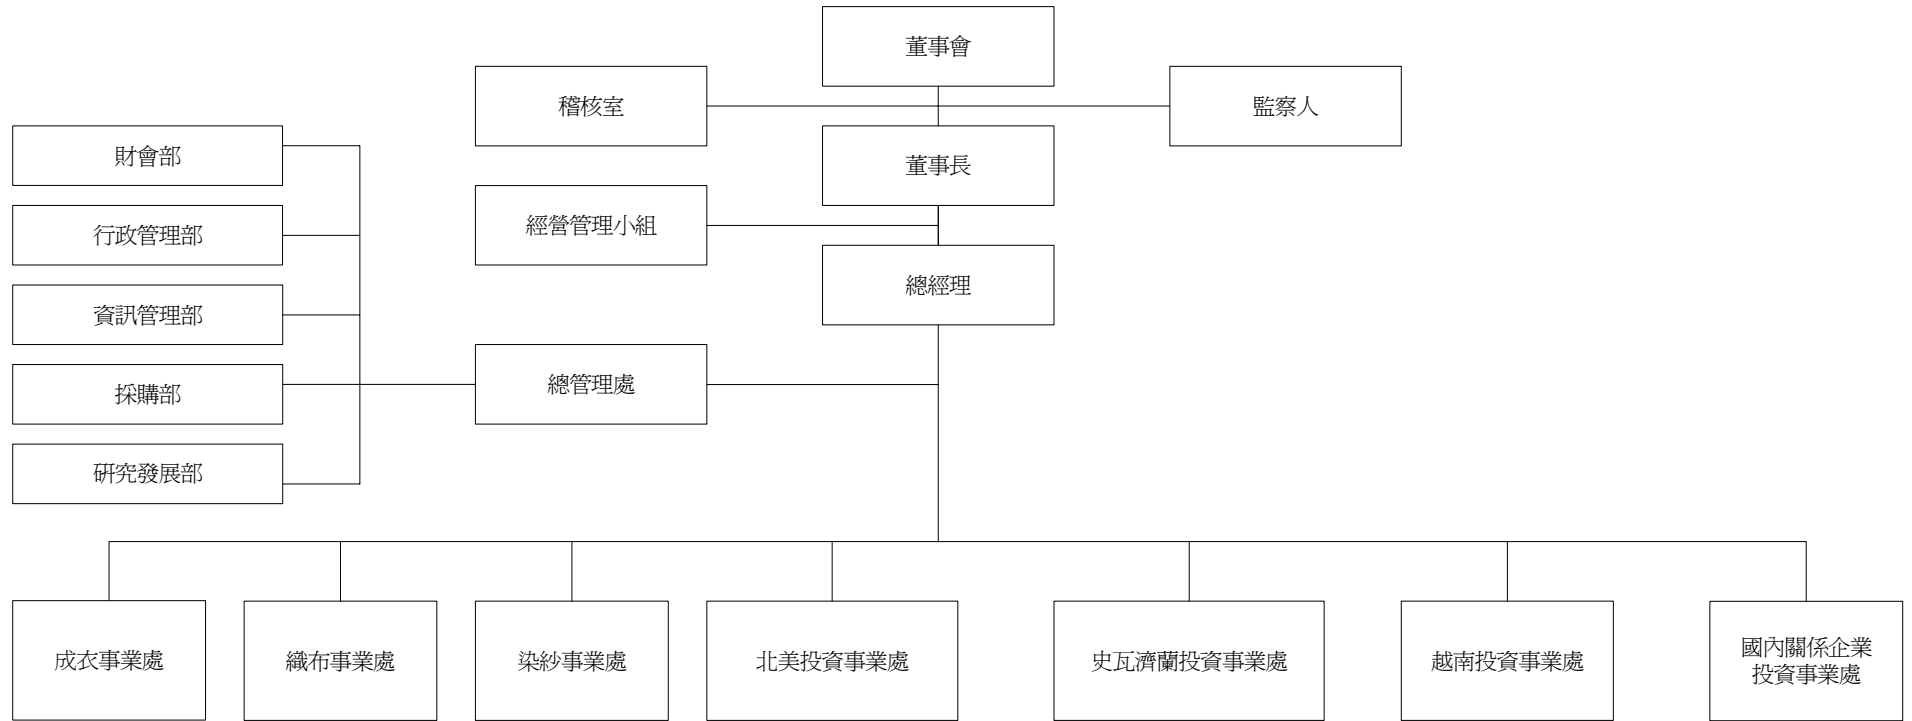 董事會
稽核室
監察人
董事長
財會部
經營管理小組
行政管理部
總經理
資訊管理部
總管理處
採購部
研究發展部
成衣事業處
織布事業處
染紗事業處
北美投資事業處
史瓦濟蘭投資事業處
越南投資事業處
國內關係企業
投資事業處